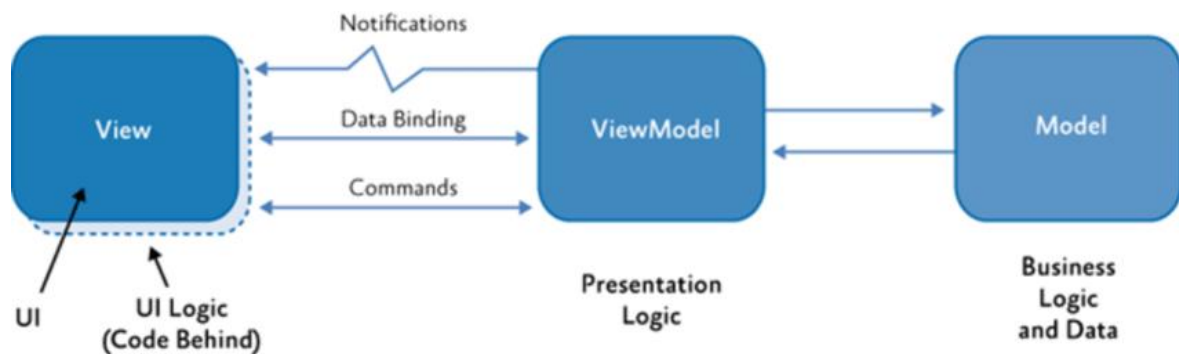 Notifications
View
Data Binding
ViewModel
Model
Commands
UI
UI Logic
(Code Behind)
Presentation
Logic
Business
Logic
and Data